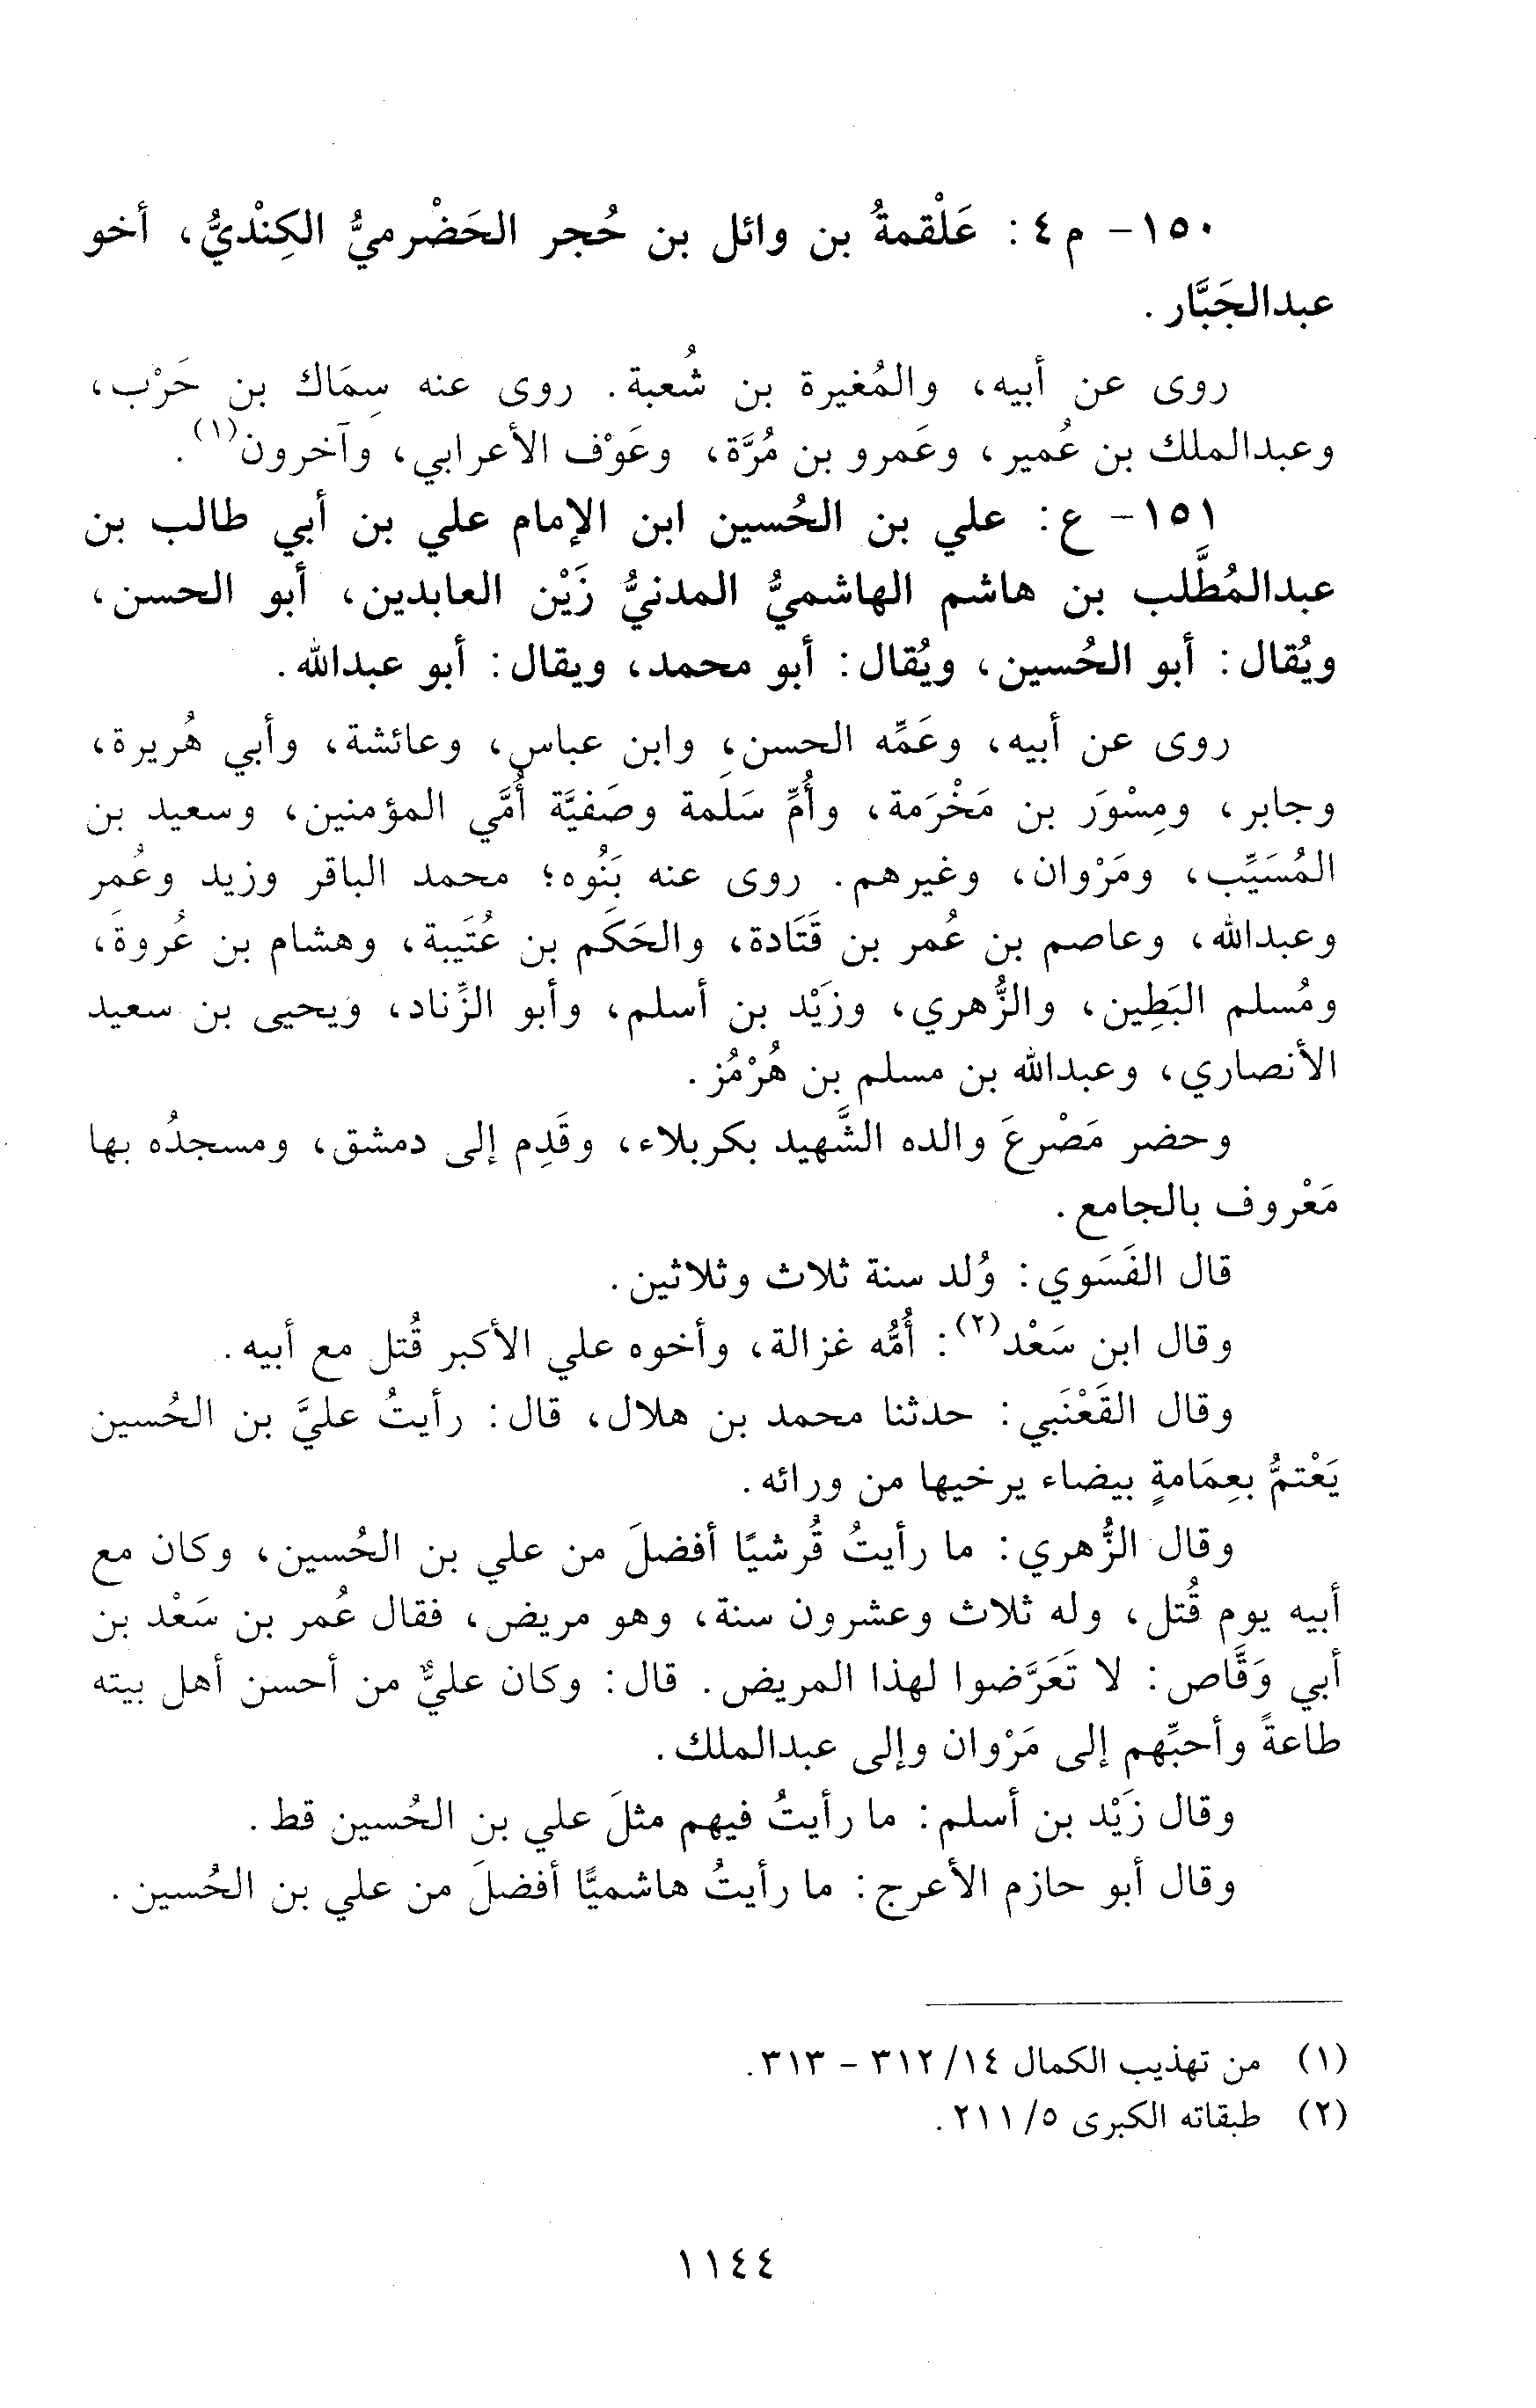 ١٥٠- م ٤: عَلْقمةُ بن وائل بن حُجر الحَضْرميُّ الكِنْديُّ، أخو
عبدالجَبَّار.
روى عن أبيه، والمُغيرة بن شُعبة. روى عنه سِمَاك بن حَرْب،
وعبدالملك بن عُمير، وعَمرو بن مُرَّة، وعَوْف الأعرابي، وآخرون(١).
١٥١- ع: علي بن الحُسين ابن الإمام علي بن أبي طالب بن
عبدالمُطَّلب بن هاشم الهاشميُّ المدنيُّ زَيْن العابدين، أبو الحسن،
ويُقال: أبو الحُسين، ويُقال: أبو محمد، ويقال: أبو عبدالله.
روى عن أبيه، وعَمِّه الحسن، وابن عباس، وعائشة، وأبي هُريرة،
وجابر، ومِسْوَر بن مَخْرَمة، وأُمِّ سَلَمة وصَفيَّة أُمَّي المؤمنين، وسعيد بن
المُسَيِّب، ومَرْوان، وغيرهم. روى عنه بَنُوه؛ محمد الباقر وزيد وعُمر
وعبدالله، وعاصم بن عُمر بن قَتَادة، والحَكَم بن عُتَيبة، وهشام بن عُروة،
ومُسلم البَطِين، والزُّهري، وزَيْد بن أسلم، وأبو الزِّناد، ويحيى بن سعيد
الأنصاري، وعبدالله بن مسلم بن هُرْمُز.
وحضر مَصْرعَ والده الشَّهيد بكربلاء، وقَدِم إلى دمشق، ومسجدُه بها
مَعْروف بالجامع.
قال الفَسَوي: وُلد سنة ثلاث وثلاثين.
وقال ابن سَعْد(٢): أُمُّه غزالة، وأخوه علي الأكبر قُتل مع أبيه.
وقال القَعْنَبي: حدثنا محمد بن هلال، قال: رأيتُ عليَّ بن الحُسين
يَعْتمُّ بعِمَامةٍ بيضاء يرخيها من ورائه.
وقال الزُّهري: ما رأيتُ قُرشيًا أفضلَ من علي بن الحُسين، وكان مع
أبيه يوم قُتل، وله ثلاث وعشرون سنة، وهو مريض، فقال عُمر بن سَعْد بن
أبي وَقَّاص: لا تَعَرَّضوا لهذا المريض. قال: وكان عليٌّ من أحسن أهل بيته
طاعةً وأحبِّهم إلى مَرْوان وإلى عبدالملك.
وقال زَيْد بن أسلم: ما رأيتُ فيهم مثلَ علي بن الحُسين قط.
وقال أبو حازم الأعرج: ما رأيتُ هاشميًّا أفضلَ من علي بن الحُسين.
(١) من تهذيب الكمال ١٤/ ٣١٢ - ٣١٣.
(٢) طبقاته الكبرى ٥/ ٢١١.
١١٤٤